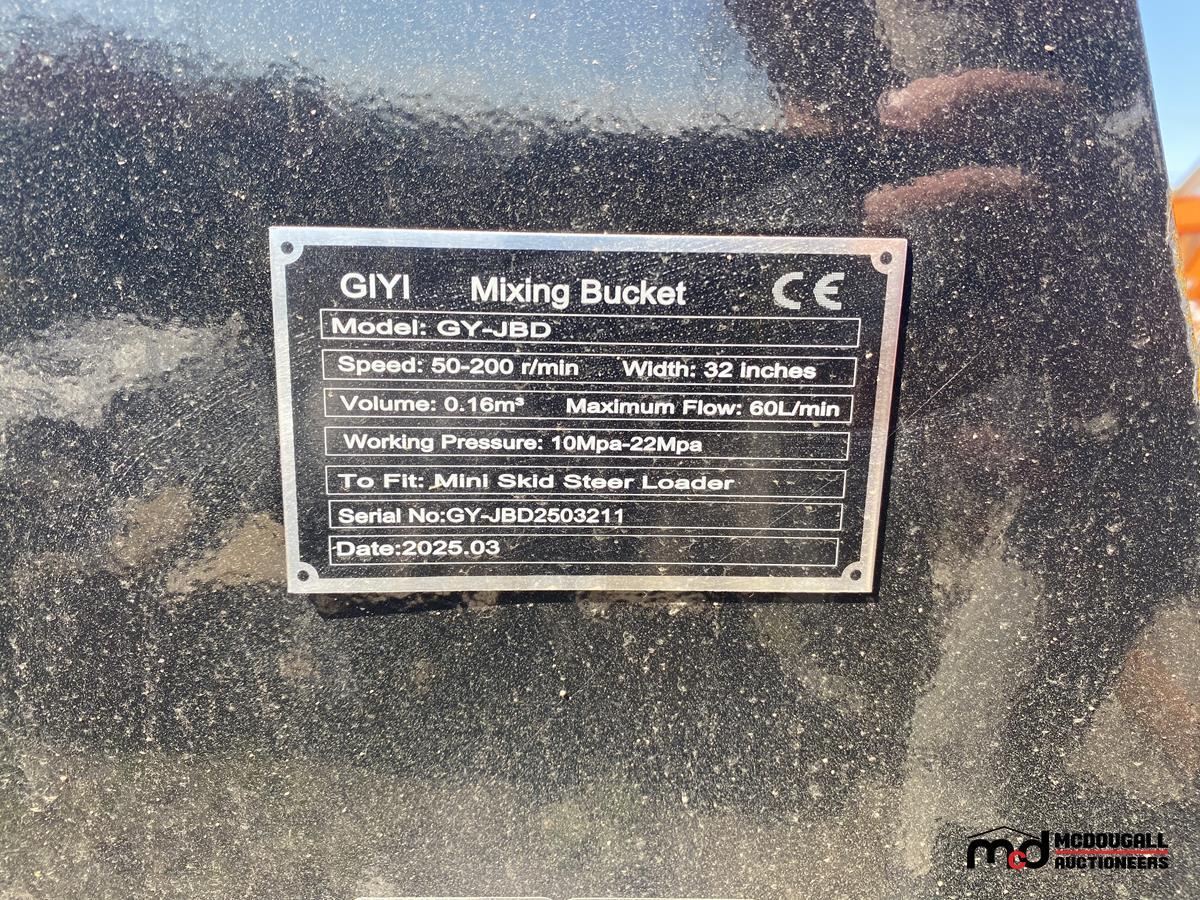 GIYI Mixing Bucket CE
Model: GY-JBD
Speed: 50-200 r/min Width: 32 inches
Volume: 0.16m³ Maximum Flow: 60L/min
Working Pressure: 10Mpa-22Mpa
To Fit: Mini Skid Steer Loader
Serial No:GY-JBD2503211
Date:2025.03
mcd MCDOUGALL
AUCTIONEERS